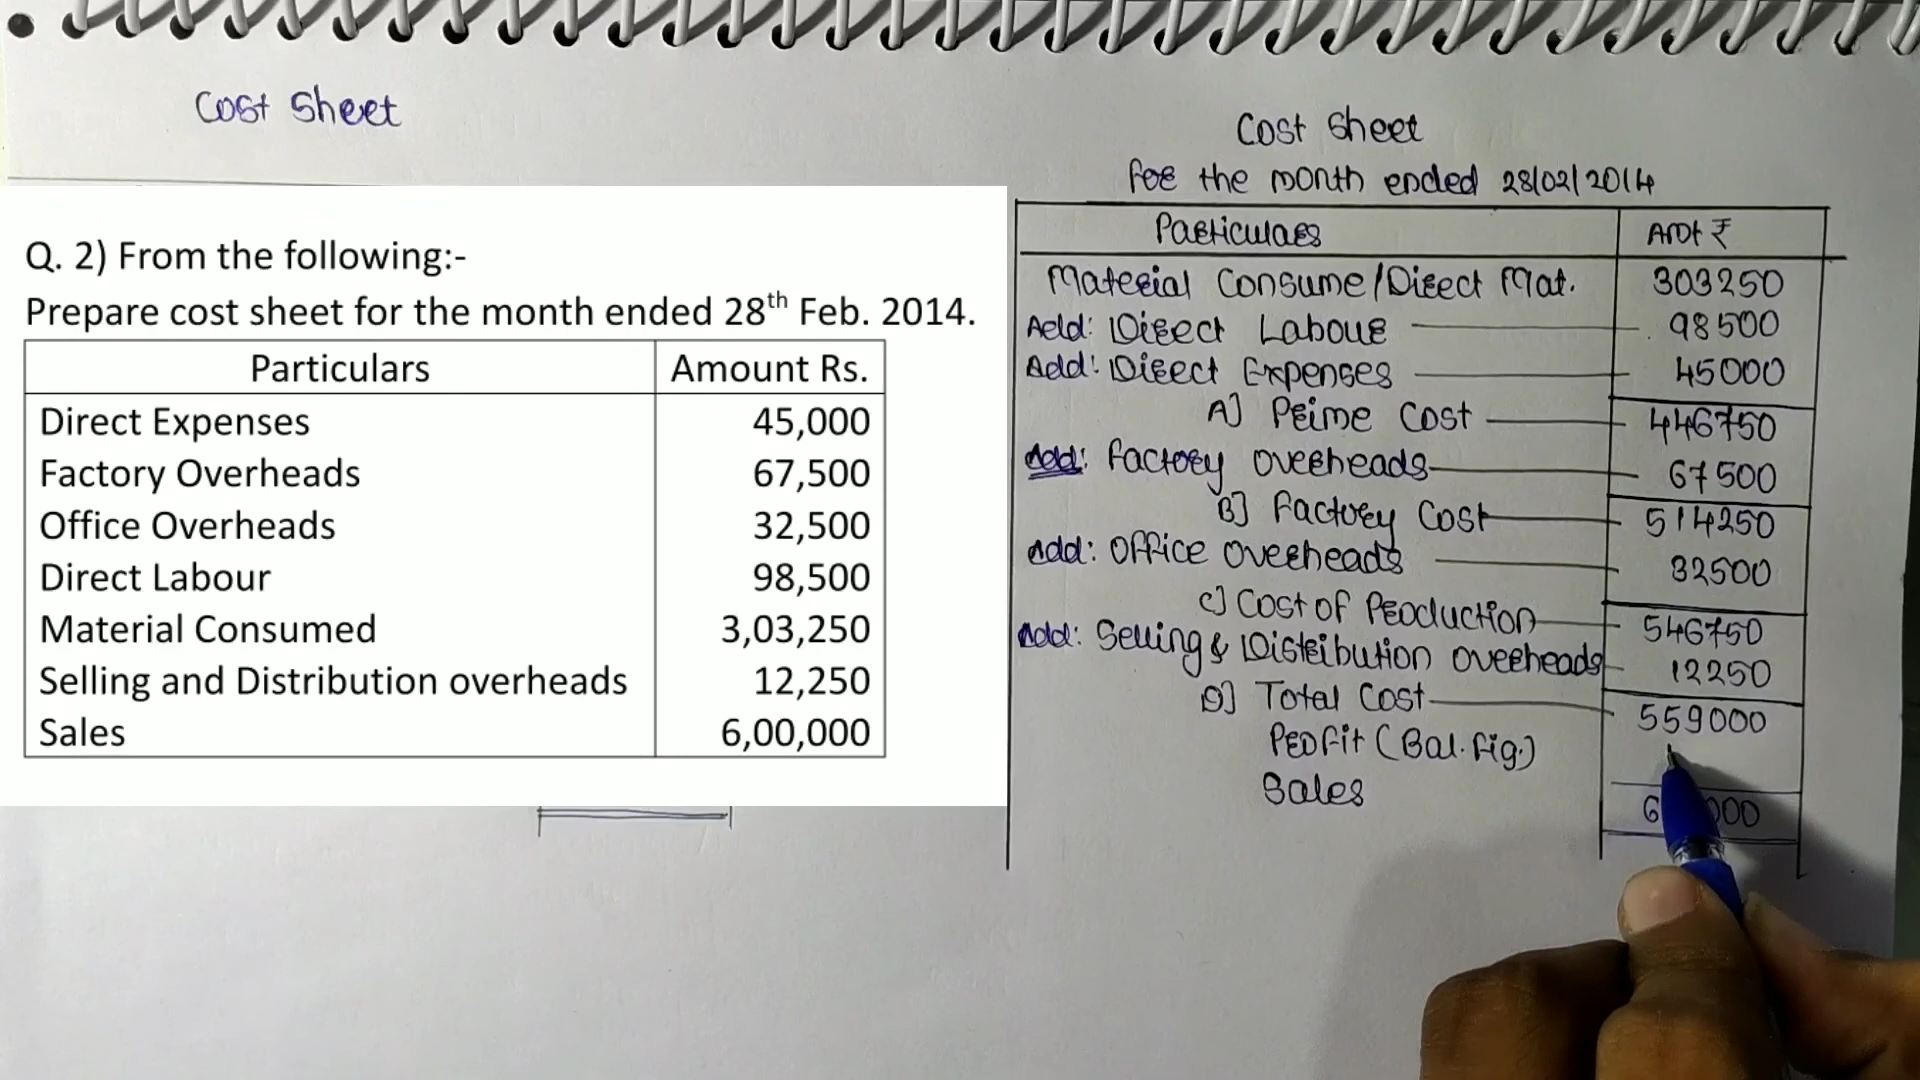 Cost Sheet
Q. 2) From the following:-
Prepare cost sheet for the month ended 28th Feb. 2014.
Particulars Amount Rs.
Direct Expenses 45,000
Factory Overheads 67,500
Office Overheads 32,500
Direct Labour 98,500
Material Consumed 3,03,250
Selling and Distribution overheads 12,250
Sales 6,00,000
Cost Sheet
for the month ended 28/02/2014
Particulars Amt ₹
Material Consume/Direct Mat. 303250
Add: Direct Labour 98500
Add: Direct Expenses 45000
A] Prime Cost 446750
Add: Factory overheads 67500
B] Factory Cost 514250
Add: Office overheads 32500
C] Cost of Production 546750
Add: Selling & Distribution overheads 12250
D] Total Cost 559000
Profit (Bal. fig.)
Sales